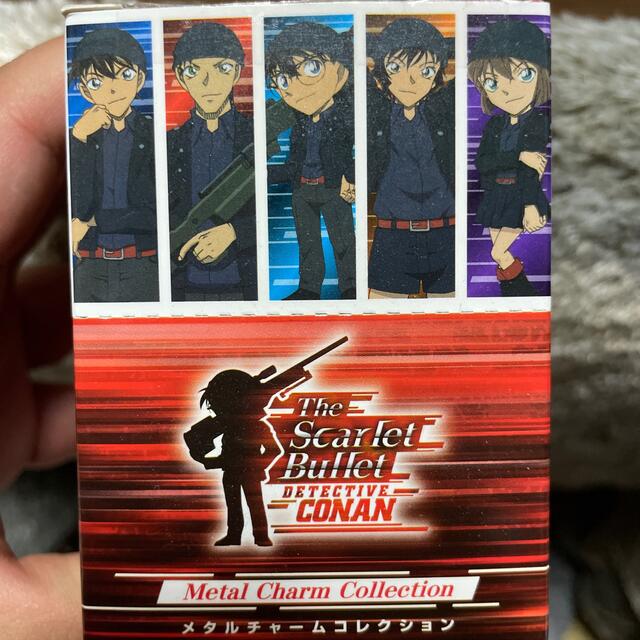 The
Scarlet
Bullet
DETECTIVE
CONAN
Metal Charm Collection
メタルチャームコレクション